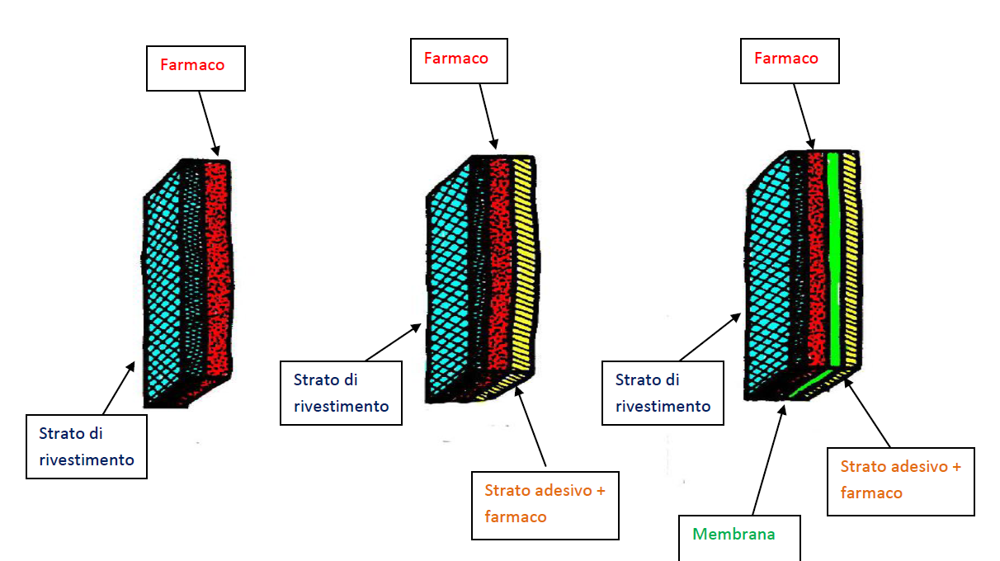 Farmaco
Farmaco
Farmaco
Strato di
rivestimento
Strato di
rivestimento
Strato di
rivestimento
Strato adesivo +
farmaco
Strato adesivo +
farmaco
Membrana